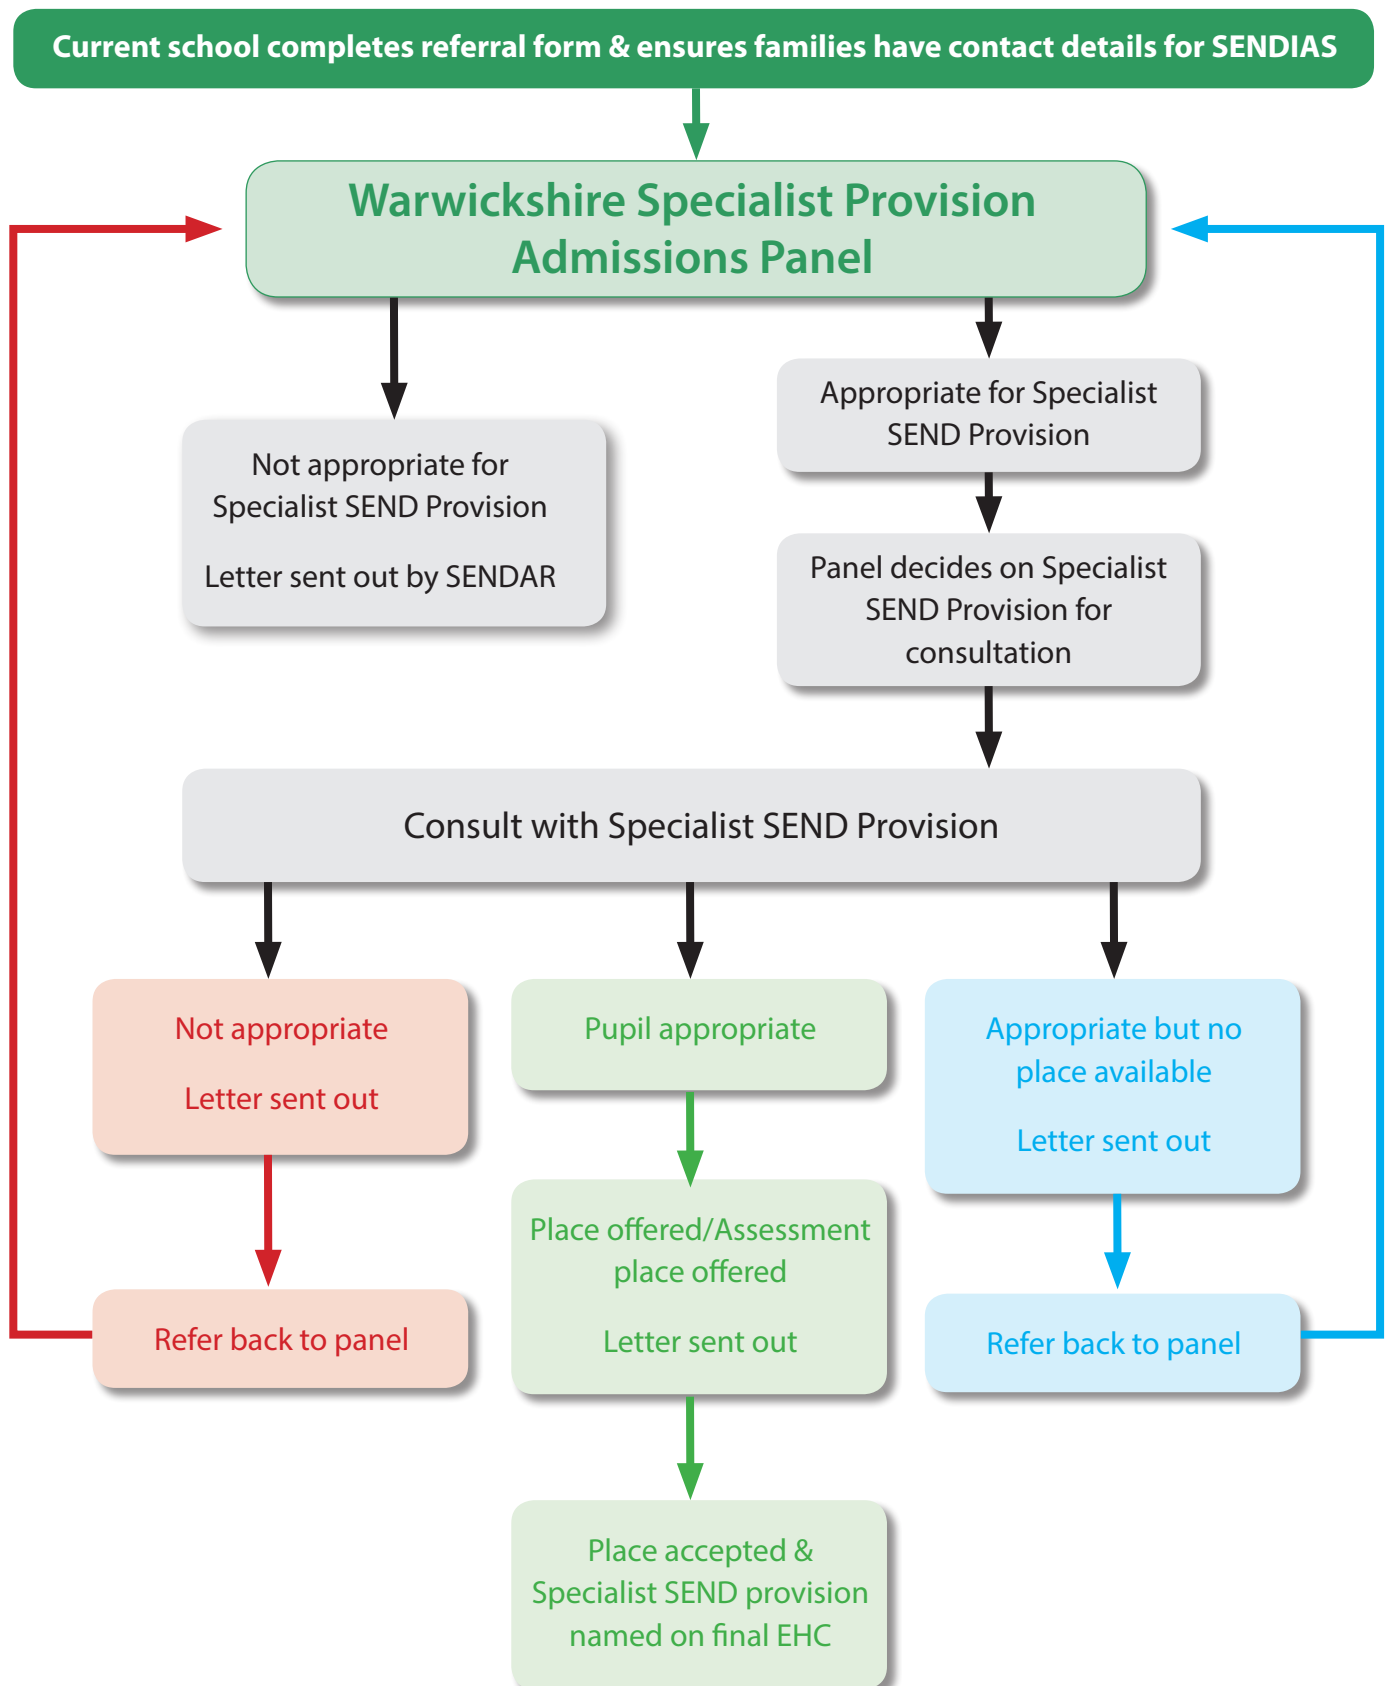 Current school completes referral form & ensures families have contact details for SENDIAS
Warwickshire Specialist Provision
Admissions Panel
Not appropriate for
Specialist SEND Provision
Letter sent out by SENDAR
Appropriate for Specialist
SEND Provision
Panel decides on Specialist
SEND Provision for
consultation
Consult with Specialist SEND Provision
Not appropriate
Letter sent out
Refer back to panel
Pupil appropriate
Place offered/Assessment
place offered
Letter sent out
Place accepted &
Specialist SEND provision
named on final EHC
Appropriate but no
place available
Letter sent out
Refer back to panel